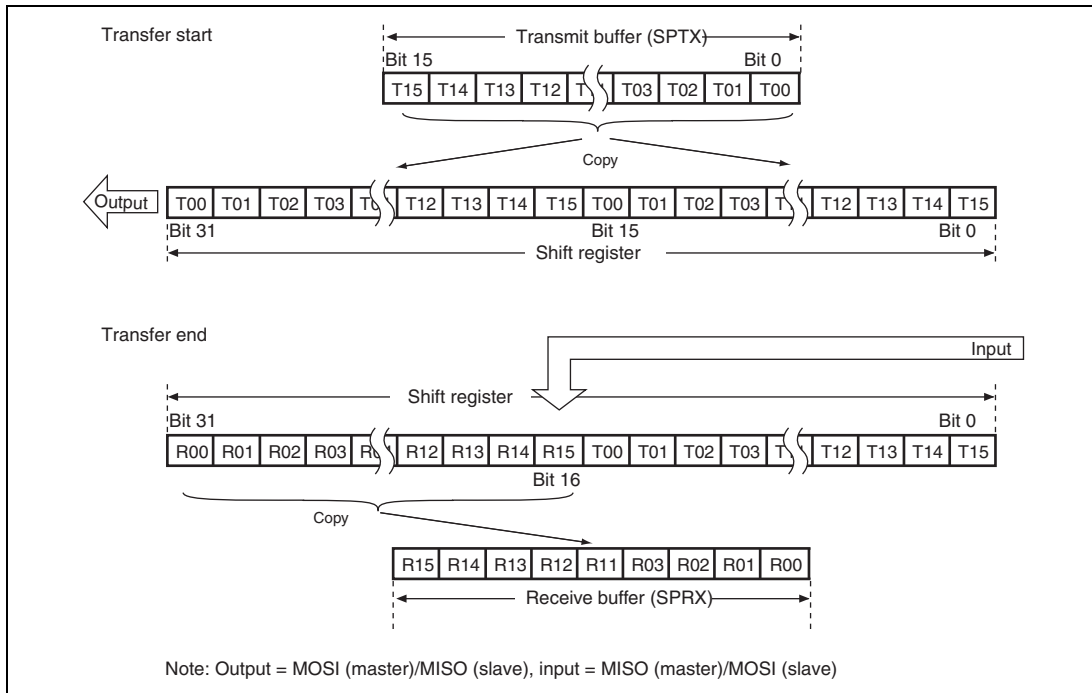 Transfer start
Transmit buffer (SPTX)
Bit 15 Bit 0
T15 T14 T13 T12 T03 T02 T01 T00
Copy
Output
T00 T01 T02 T03 T12 T13 T14 T15 T00 T01 T02 T03 T12 T13 T14 T15
Bit 31 Bit 15 Bit 0
Shift register
Transfer end
Input
Shift register
Bit 31 Bit 0
R00 R01 R02 R03 R12 R13 R14 R15 T00 T01 T02 T03 T12 T13 T14 T15
Bit 16
Copy
R15 R14 R13 R12 R11 R03 R02 R01 R00
Receive buffer (SPRX)
Note: Output = MOSI (master)/MISO (slave), input = MISO (master)/MOSI (slave)